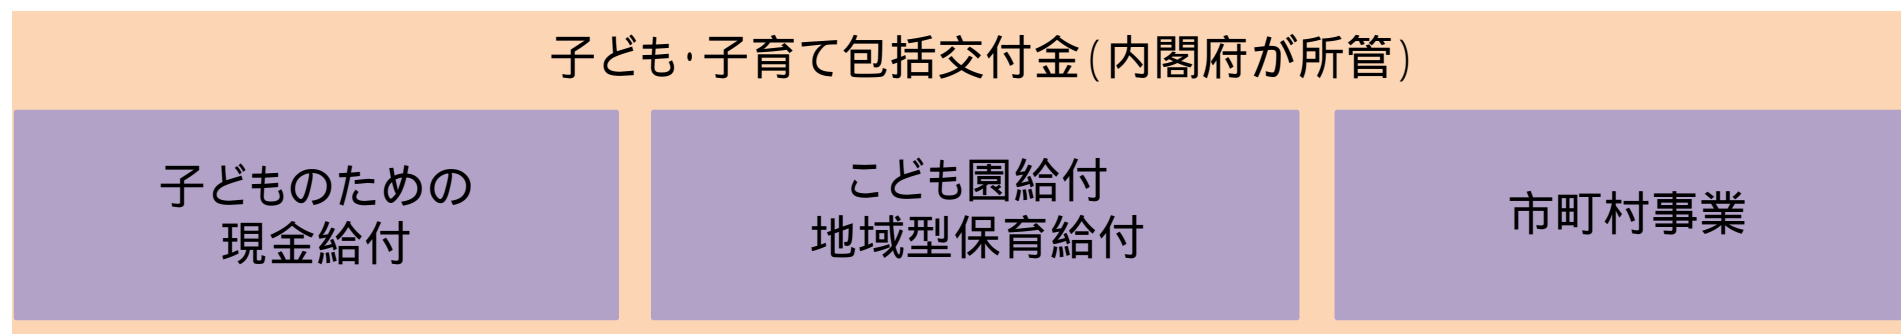 子ども・子育て包括交付金(内閣府が所管)
子どものための
現金給付
こども園給付
地域型保育給付
市町村事業